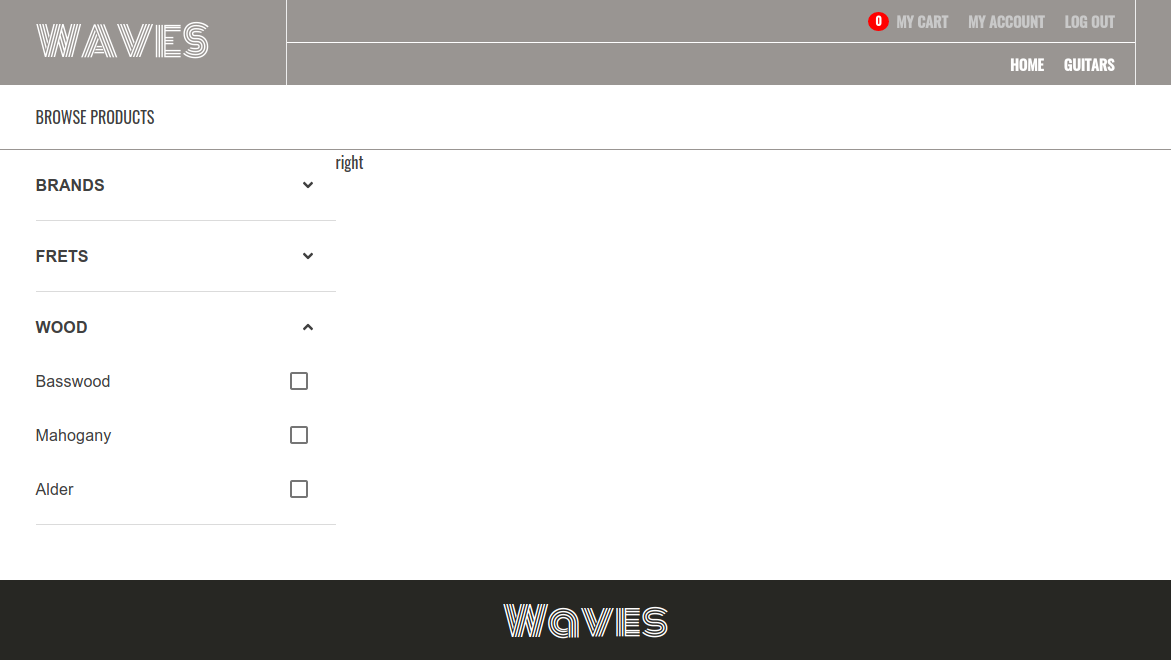 WAVES
0 MY CART MY ACCOUNT LOG OUT
HOME GUITARS
BROWSE PRODUCTS
BRANDS
right
FRETS
WOOD
Basswood
Mahogany
Alder
Waves